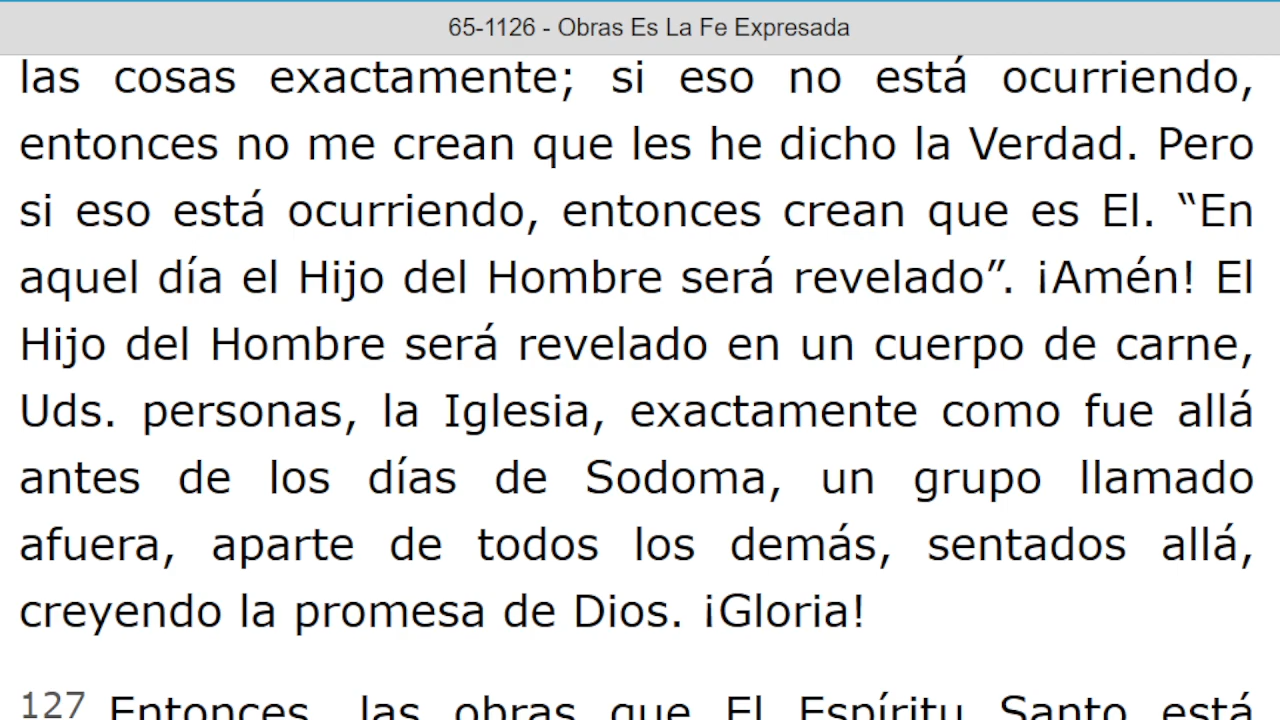 65-1126 - Obras Es La Fe Expresada
las cosas exactamente; si eso no está ocurriendo,
entonces no me crean que les he dicho la Verdad. Pero
si eso está ocurriendo, entonces crean que es El. “En
aquel día el Hijo del Hombre será revelado”. ¡Amén! El
Hijo del Hombre será revelado en un cuerpo de carne,
Uds. personas, la Iglesia, exactamente como fue allá
antes de los días de Sodoma, un grupo llamado
afuera, aparte de todos los demás, sentados allá,
creyendo la promesa de Dios. ¡Gloria!
127 Entonces, las obras que El Espíritu Santo está